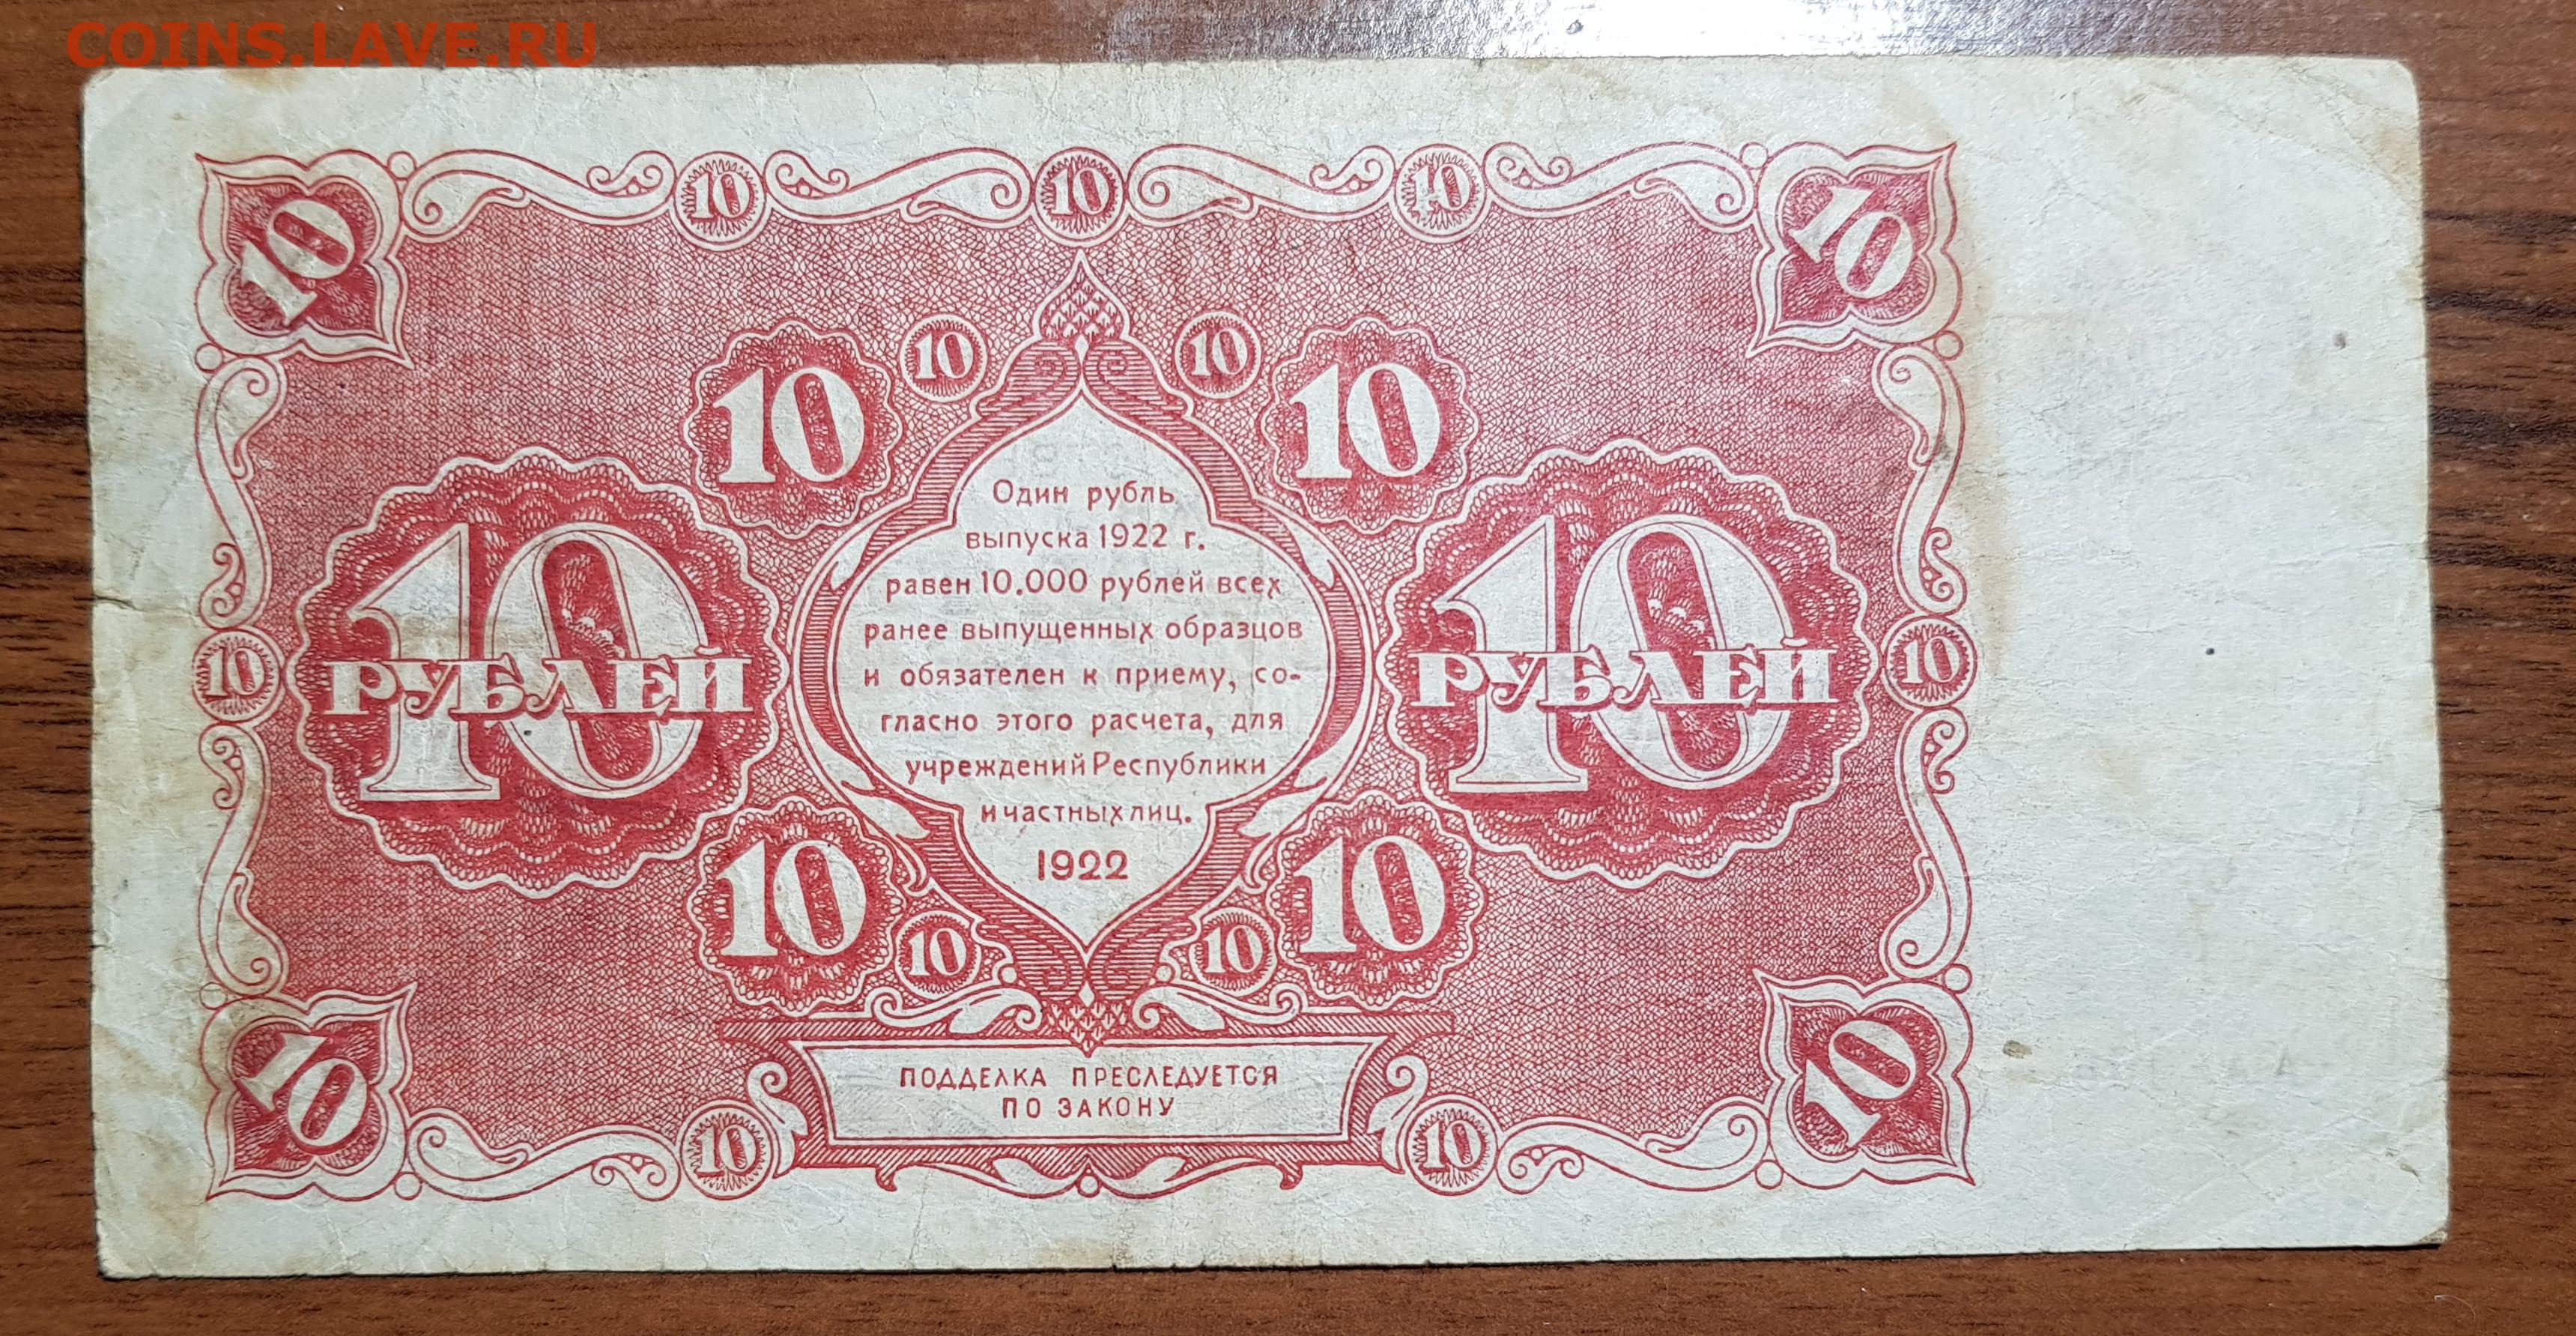 COINS.LAVE.RU
10 10 10 10 10
10 10
10 10
Один рубль
выпуска 1922 г.
равен 10.000 рублей всех
ранее выпущенных образцов
и обязателен к приему, со-
гласно этого расчета, для
учреждений Республики
и частных лиц.
1922
10 РУБЛЕЙ
10 РУБЛЕЙ
10 10
10 10
10 10
10 10
ПОДДЕЛКА ПРЕСЛЕДУЕТСЯ
ПО ЗАКОНУ
10 10 10 10